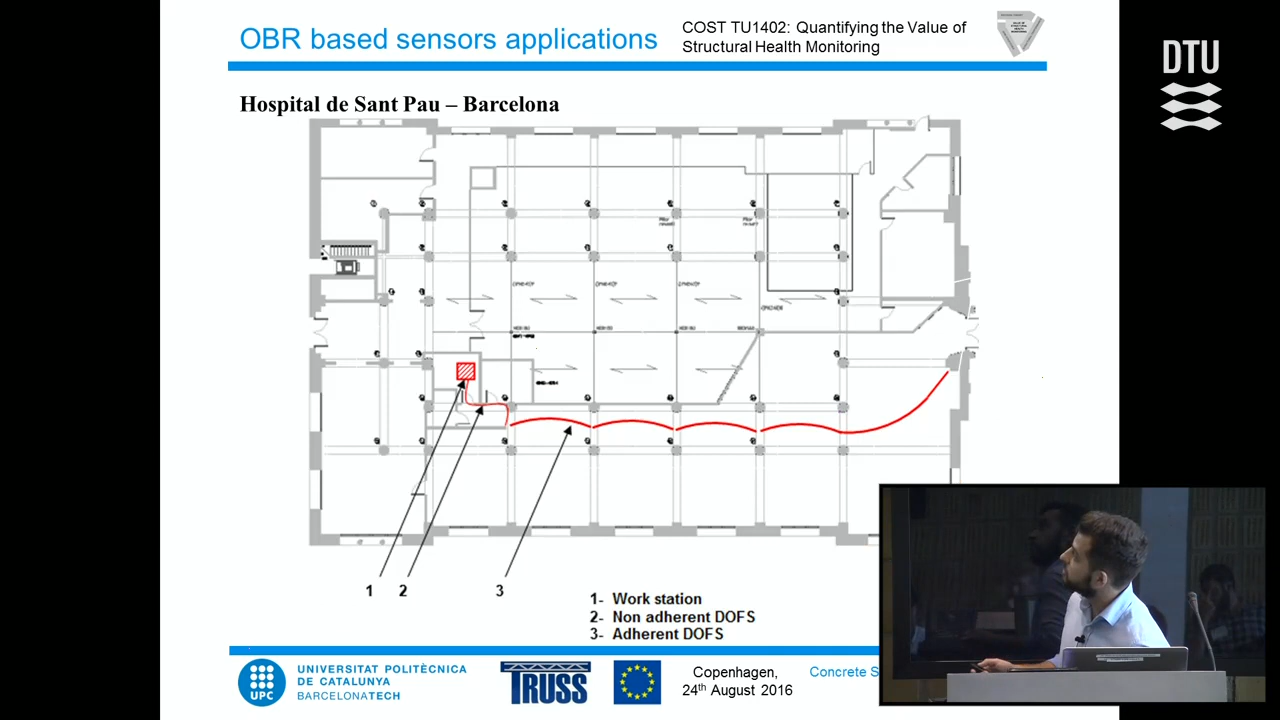 OBR based sensors applications
COST TU1402: Quantifying the Value of
Structural Health Monitoring
DTU
Hospital de Sant Pau – Barcelona
1
2
3
1- Work station
2- Non adherent DOFS
3- Adherent DOFS
UPC
UNIVERSITAT POLITÈCNICA
DE CATALUNYA
BARCELONATECH
TRUSS
Copenhagen,
24th August 2016
Concrete S